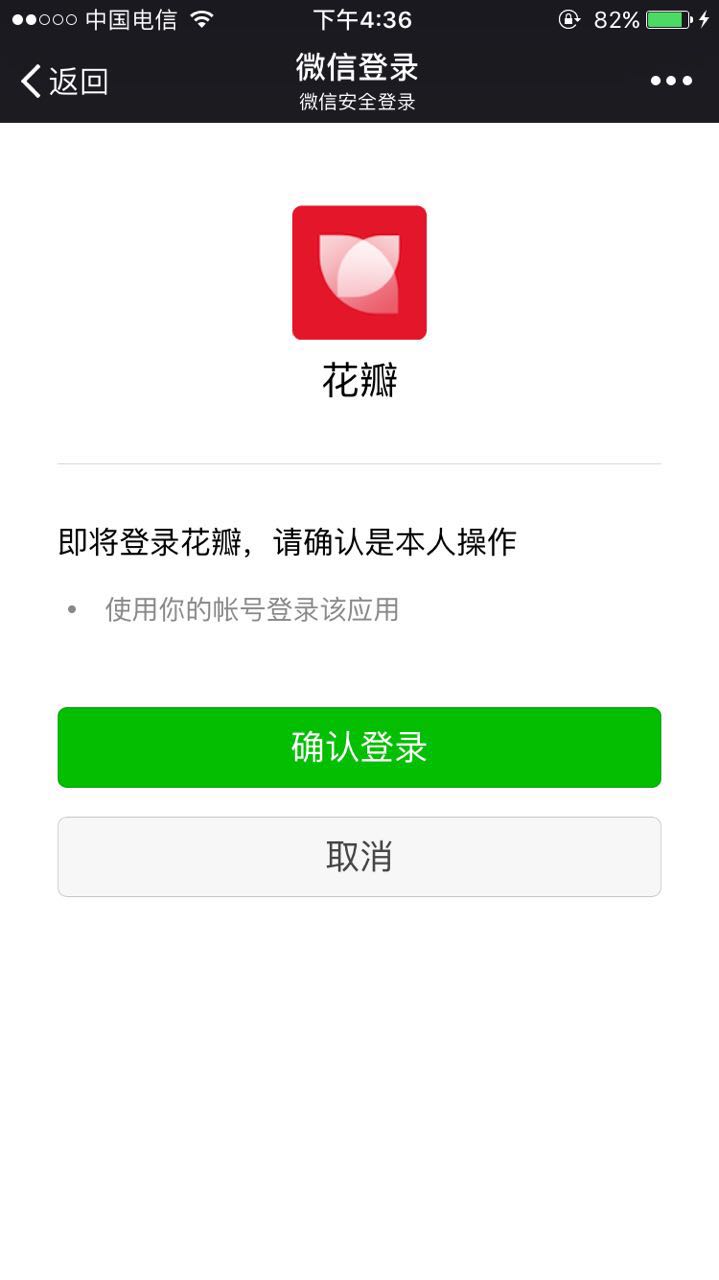 中国电信 下午4:36 82%
返回 微信登录
微信安全登录
花瓣
即将登录花瓣，请确认是本人操作
• 使用你的帐号登录该应用
确认登录
取消